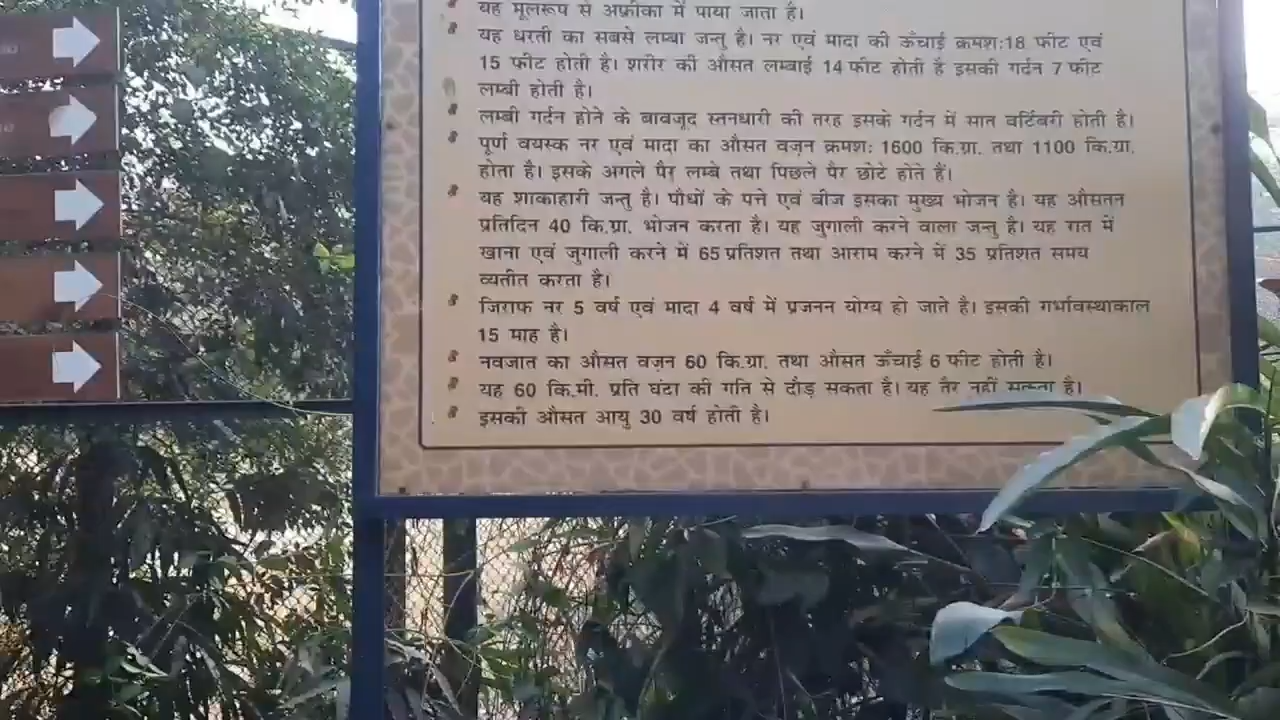 यह मूलरूप से अफ्रीका में पाया जाता है।
यह धरती का सबसे लम्बा जन्तु है। नर एवं मादा की ऊँचाई क्रमश:18 फीट एवं
15 फीट होती है। शरीर की औसत लम्बाई 14 फीट होती है इसकी गर्दन 7 फीट
लम्बी होती है।
लम्बी गर्दन होने के बावजूद स्तनधारी की तरह इसके गर्दन में सात वर्टिबरी होती है।
पूर्ण वयस्क नर एवं मादा का औसत वज़न क्रमश: 1600 कि.ग्रा. तथा 1100 कि.ग्रा.
होता है। इसके अगले पैर लम्बे तथा पिछले पैर छोटे होते हैं।
यह शाकाहारी जन्तु है। पौधों के पत्ते एवं बीज इसका मुख्य भोजन है। यह औसतन
प्रतिदिन 40 कि.ग्रा. भोजन करता है। यह जुगाली करने वाला जन्तु है। यह रात में
खाना एवं जुगाली करने में 65 प्रतिशत तथा आराम करने में 35 प्रतिशत समय
व्यतीत करता है।
जिराफ नर 5 वर्ष एवं मादा 4 वर्ष में प्रजनन योग्य हो जाते है। इसकी गर्भावस्थाकाल
15 माह है।
नवजात का औसत वज़न 60 कि.ग्रा. तथा औसत ऊँचाई 6 फीट होती है।
यह 60 कि.मी. प्रति घंटा की गति से दौड़ सकता है। यह तैर नहीं सकता है।
इसकी औसत आयु 30 वर्ष होती है।